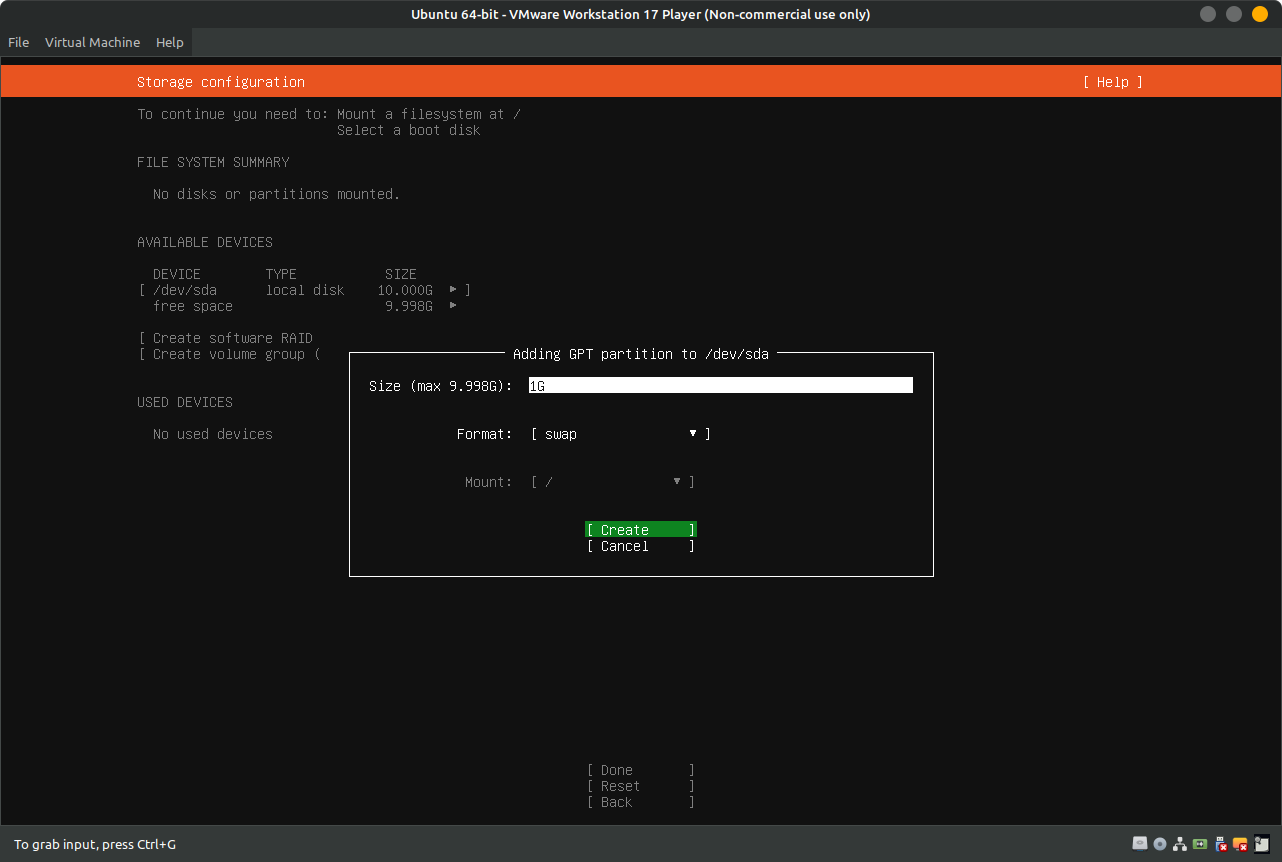 Ubuntu 64-bit - VMware Workstation 17 Player (Non-commercial use only)
File Virtual Machine Help
Storage configuration [ Help ]
To continue you need to: Mount a filesystem at /
Select a boot disk
FILE SYSTEM SUMMARY
No disks or partitions mounted.
AVAILABLE DEVICES
DEVICE TYPE SIZE
[ /dev/sda local disk 10.000G ▸ ]
free space 9.998G ▸
[ Create software RAID
[ Create volume group (
Adding GPT partition to /dev/sda
Size (max 9.998G): 1G
USED DEVICES
No used devices
Format: [ swap ▾ ]
Mount: [ / ▾ ]
[ Create ]
[ Cancel ]
[ Done ]
[ Reset ]
[ Back ]
To grab input, press Ctrl+G